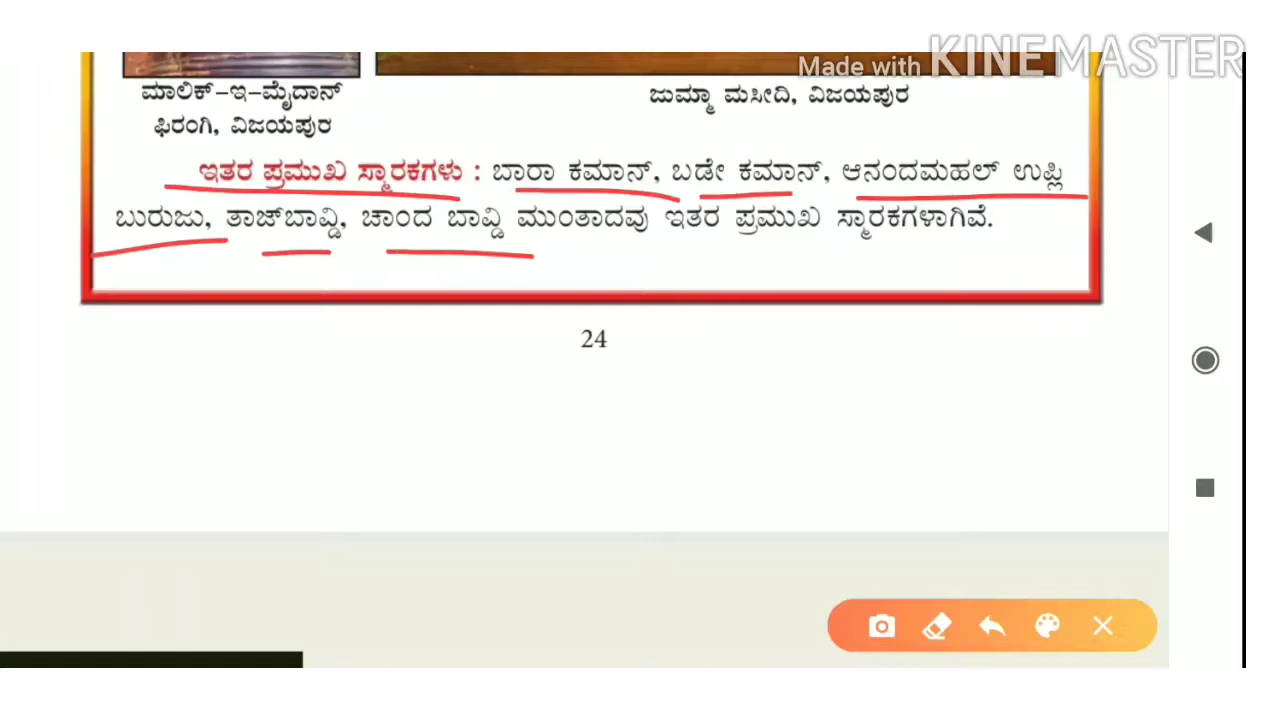 Made with KINEMASTER
ಮಾಲಿಕ್-ಇ-ಮೈದಾನ್
ಫಿರಂಗಿ, ವಿಜಯಪುರ
ಜುಮ್ಮಾ ಮಸೀದಿ, ವಿಜಯಪುರ
ಇತರ ಪ್ರಮುಖ ಸ್ಮಾರಕಗಳು : ಬಾರಾ ಕಮಾನ್, ಬಡೇ ಕಮಾನ್, ಆನಂದಮಹಲ್ ಉಪ್ಲಿ
ಬುರುಜು, ತಾಜ್‌ಬಾವ್ಡಿ, ಚಾಂದ ಬಾವ್ಡಿ ಮುಂತಾದವು ಇತರ ಪ್ರಮುಖ ಸ್ಮಾರಕಗಳಾಗಿವೆ.
24